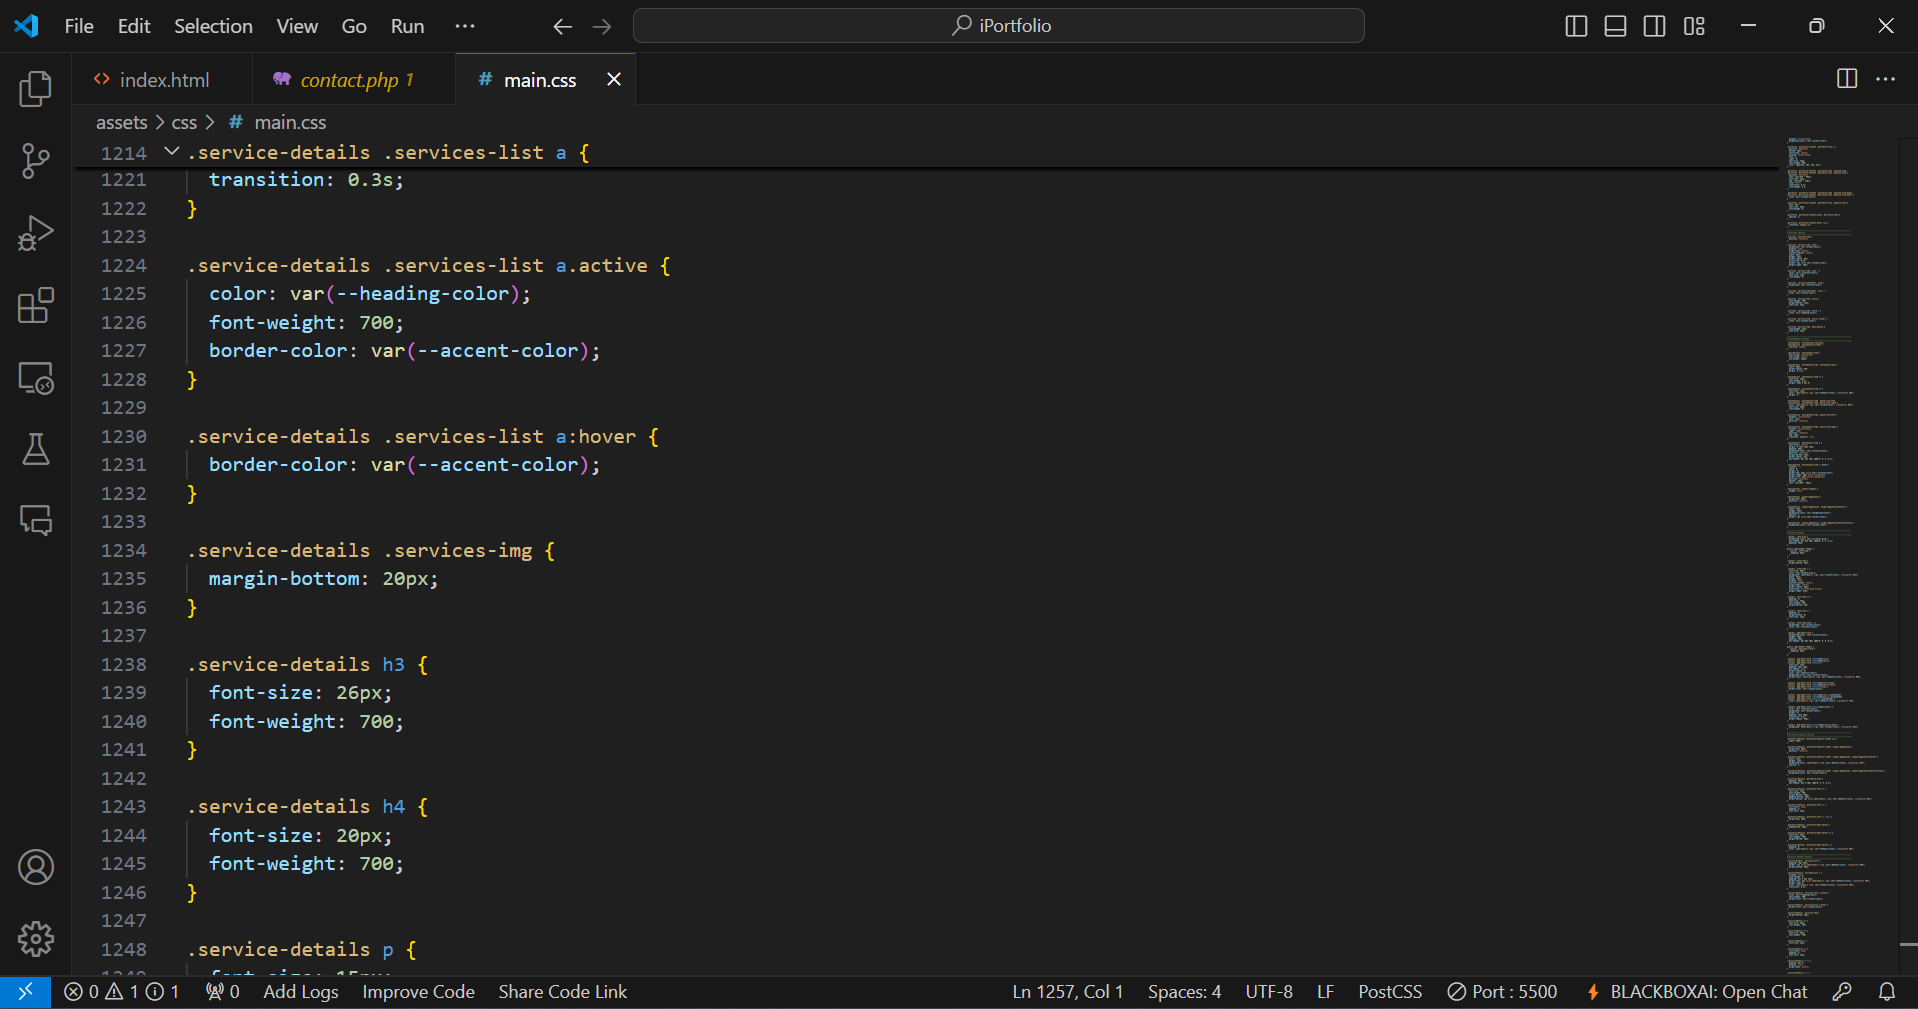 File Edit Selection View Go Run
iPortfolio
index.html
contact.php 1
# main.css
assets > css > # main.css
1214 .service-details .services-list a {
1221 transition: 0.3s;
1222 }
1223
1224 .service-details .services-list a.active {
1225 color: var(--heading-color);
1226 font-weight: 700;
1227 border-color: var(--accent-color);
1228 }
1229
1230 .service-details .services-list a:hover {
1231 border-color: var(--accent-color);
1232 }
1233
1234 .service-details .services-img {
1235 margin-bottom: 20px;
1236 }
1237
1238 .service-details h3 {
1239 font-size: 26px;
1240 font-weight: 700;
1241 }
1242
1243 .service-details h4 {
1244 font-size: 20px;
1245 font-weight: 700;
1246 }
1247
1248 .service-details p {
1249 font-size: 15px;
0 1 1 0 Add Logs Improve Code Share Code Link Ln 1257, Col 1 Spaces: 4 UTF-8 LF PostCSS Port : 5500 BLACKBOXAI: Open Chat